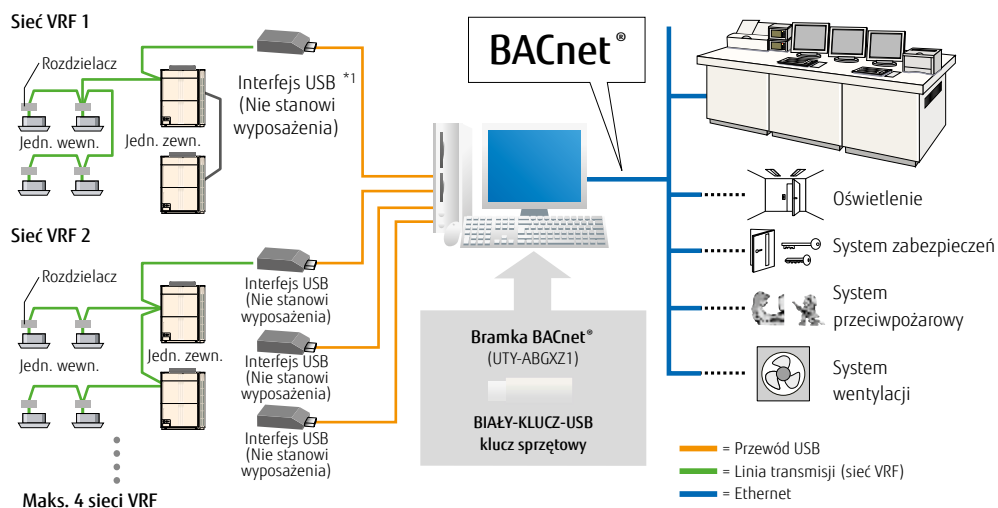 Sieć VRF 1
Rozdzielacz
Jedn. wewn.
Jedn. zewn.
Interfejs USB *1
(Nie stanowi
wyposażenia)
BACnet®
Oświetlenie
System zabezpieczeń
System
przeciwpożarowy
System
wentylacji
Sieć VRF 2
Rozdzielacz
Jedn. wewn.
Jedn. zewn.
Interfejs USB
(Nie stanowi
wyposażenia)
Interfejs USB
(Nie stanowi
wyposażenia)
Interfejs USB
(Nie stanowi
wyposażenia)
Maks. 4 sieci VRF
Bramka BACnet®
(UTY-ABGXZ1)
BIAŁY-KLUCZ-USB
klucz sprzętowy
= Przewód USB
= Linia transmisji (sieć VRF)
= Ethernet